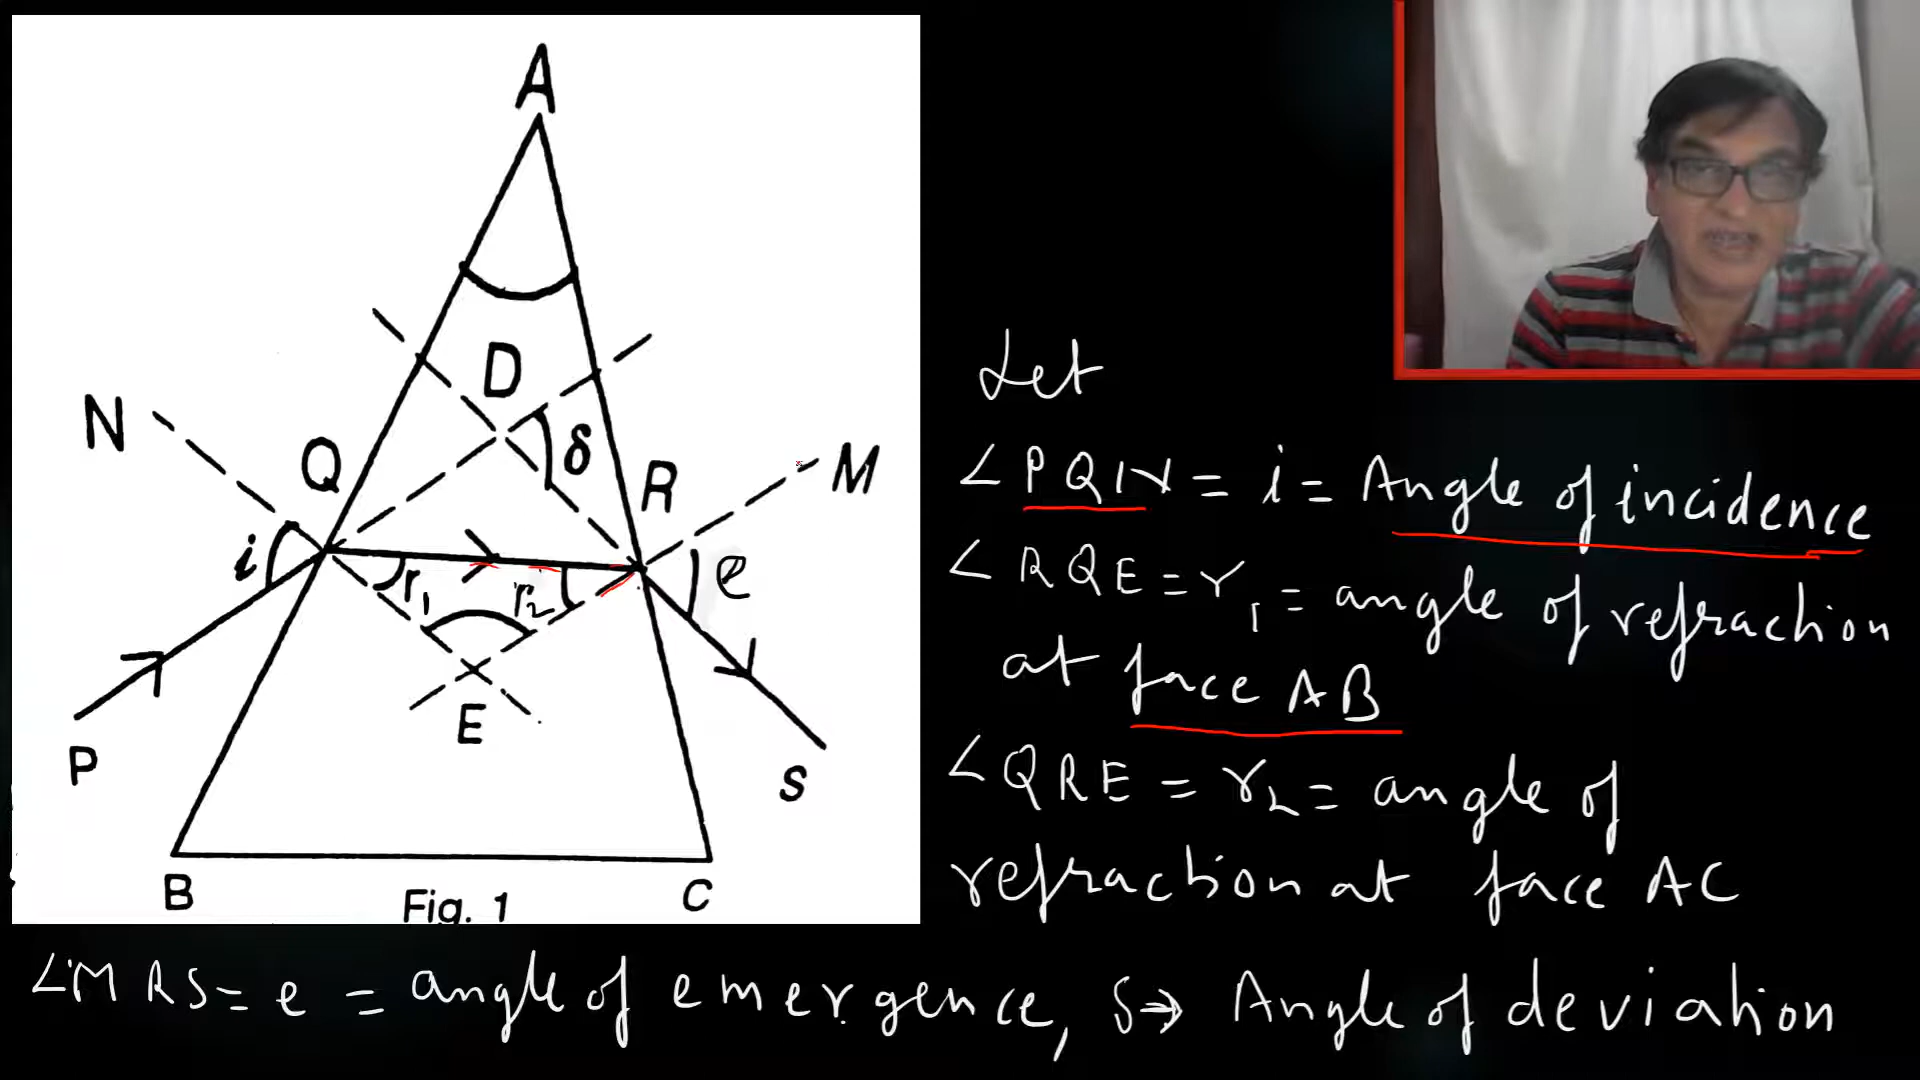 A
D
N
Q
δ
R
M
i
r1
r2
e
E
P
S
B
C
Fig. 1
Let
∠PQN = i = Angle of incidence
∠RQE = r1 = angle of refraction
at face AB
∠QRE = r2 = angle of
refraction at face AC
∠MRS = e = angle of emergence, δ → Angle of deviation